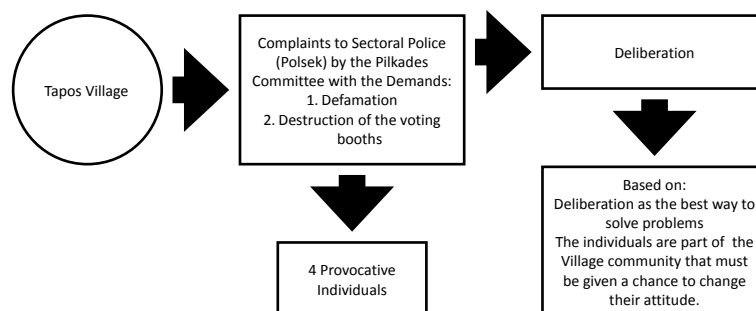 Tapos Village
Complaints to Sectoral Police
(Polsek) by the Pilkades
Committee with the Demands:
1. Defamation
2. Destruction of the voting
booths
Deliberation
4 Provocative
Individuals
Based on:
Deliberation as the best way to
solve problems
The individuals are part of the
Village community that must
be given a chance to change
their attitude.